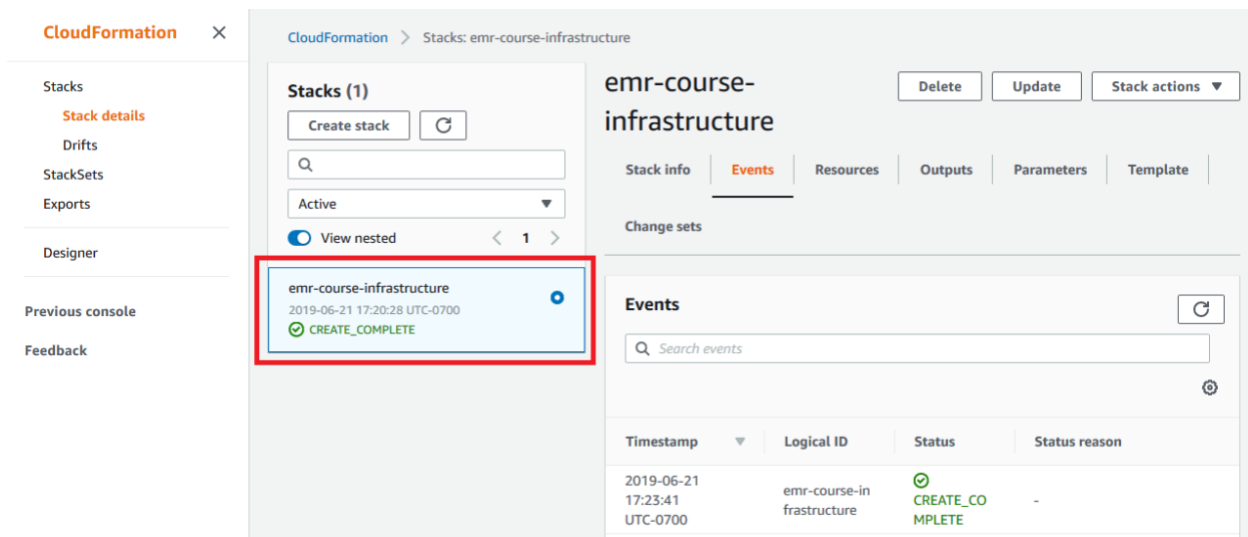 CloudFormation
Stacks
Stack details
Drifts
StackSets
Exports
Designer
Previous console
Feedback
CloudFormation > Stacks: emr-course-infrastructure
Stacks (1)
Create stack
Active
View nested
< 1 >
emr-course-infrastructure
2019-06-21 17:20:28 UTC-0700
CREATE_COMPLETE
emr-course-
infrastructure
Delete Update Stack actions
Stack info Events Resources Outputs Parameters Template
Change sets
Events
Search events
Timestamp Logical ID Status Status reason
2019-06-21
17:23:41
UTC-0700
emr-course-in
frastructure
CREATE_CO
MPLETE
-